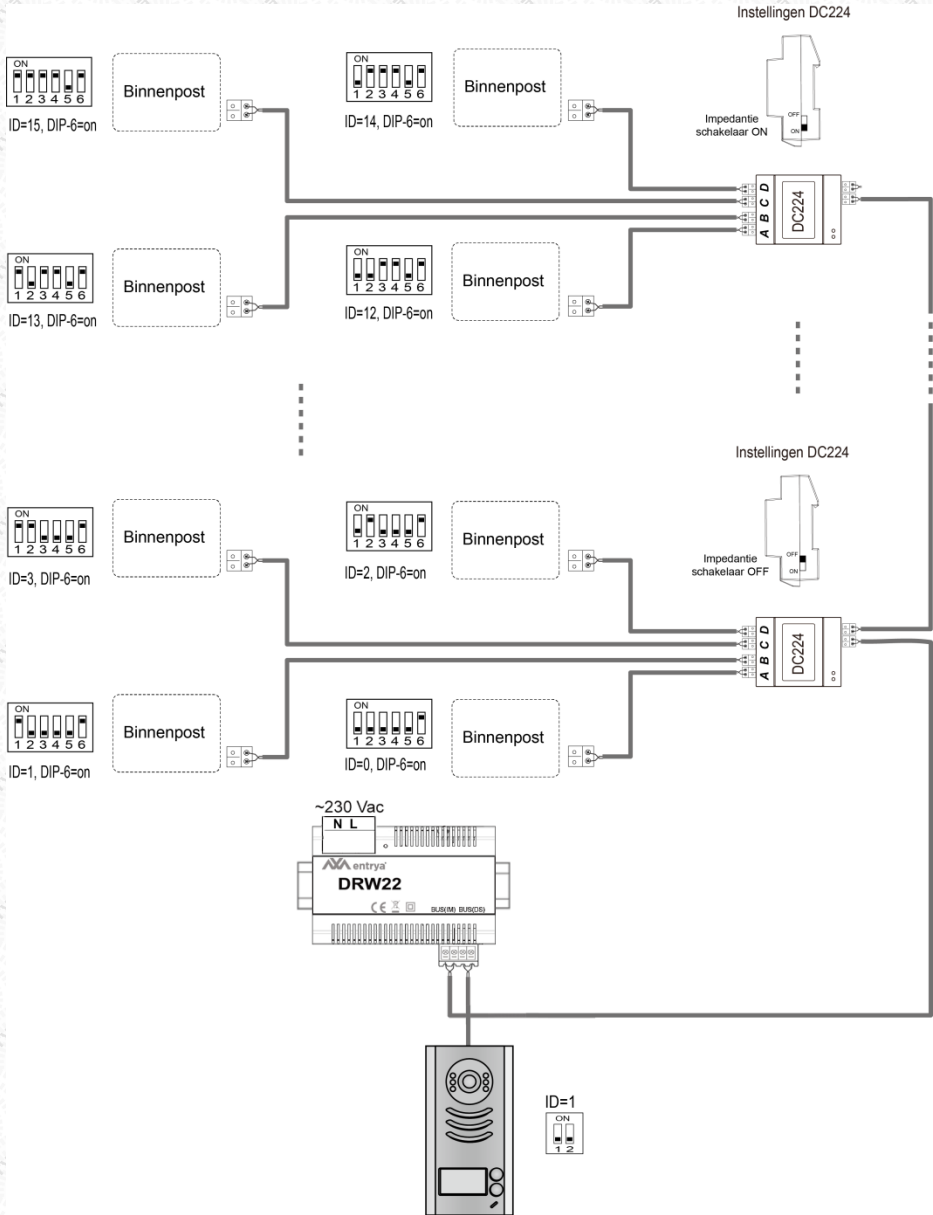 Instellingen DC224
ON
1 2 3 4 5 6
ID=15, DIP-6=on
Binnenpost
ON
1 2 3 4 5 6
ID=14, DIP-6=on
Binnenpost
Impedantie
schakelaar ON
OFF
ON
A B C D
DC224
ON
1 2 3 4 5 6
ID=13, DIP-6=on
Binnenpost
ON
1 2 3 4 5 6
ID=12, DIP-6=on
Binnenpost
Instellingen DC224
Impedantie
schakelaar OFF
OFF
ON
ON
1 2 3 4 5 6
ID=3, DIP-6=on
Binnenpost
ON
1 2 3 4 5 6
ID=2, DIP-6=on
Binnenpost
A B C D
DC224
ON
1 2 3 4 5 6
ID=1, DIP-6=on
Binnenpost
ON
1 2 3 4 5 6
ID=0, DIP-6=on
Binnenpost
~230 Vac
N L
AXA entrya
DRW22
CE
BUS(IM) BUS(DS)
ID=1
ON
1 2